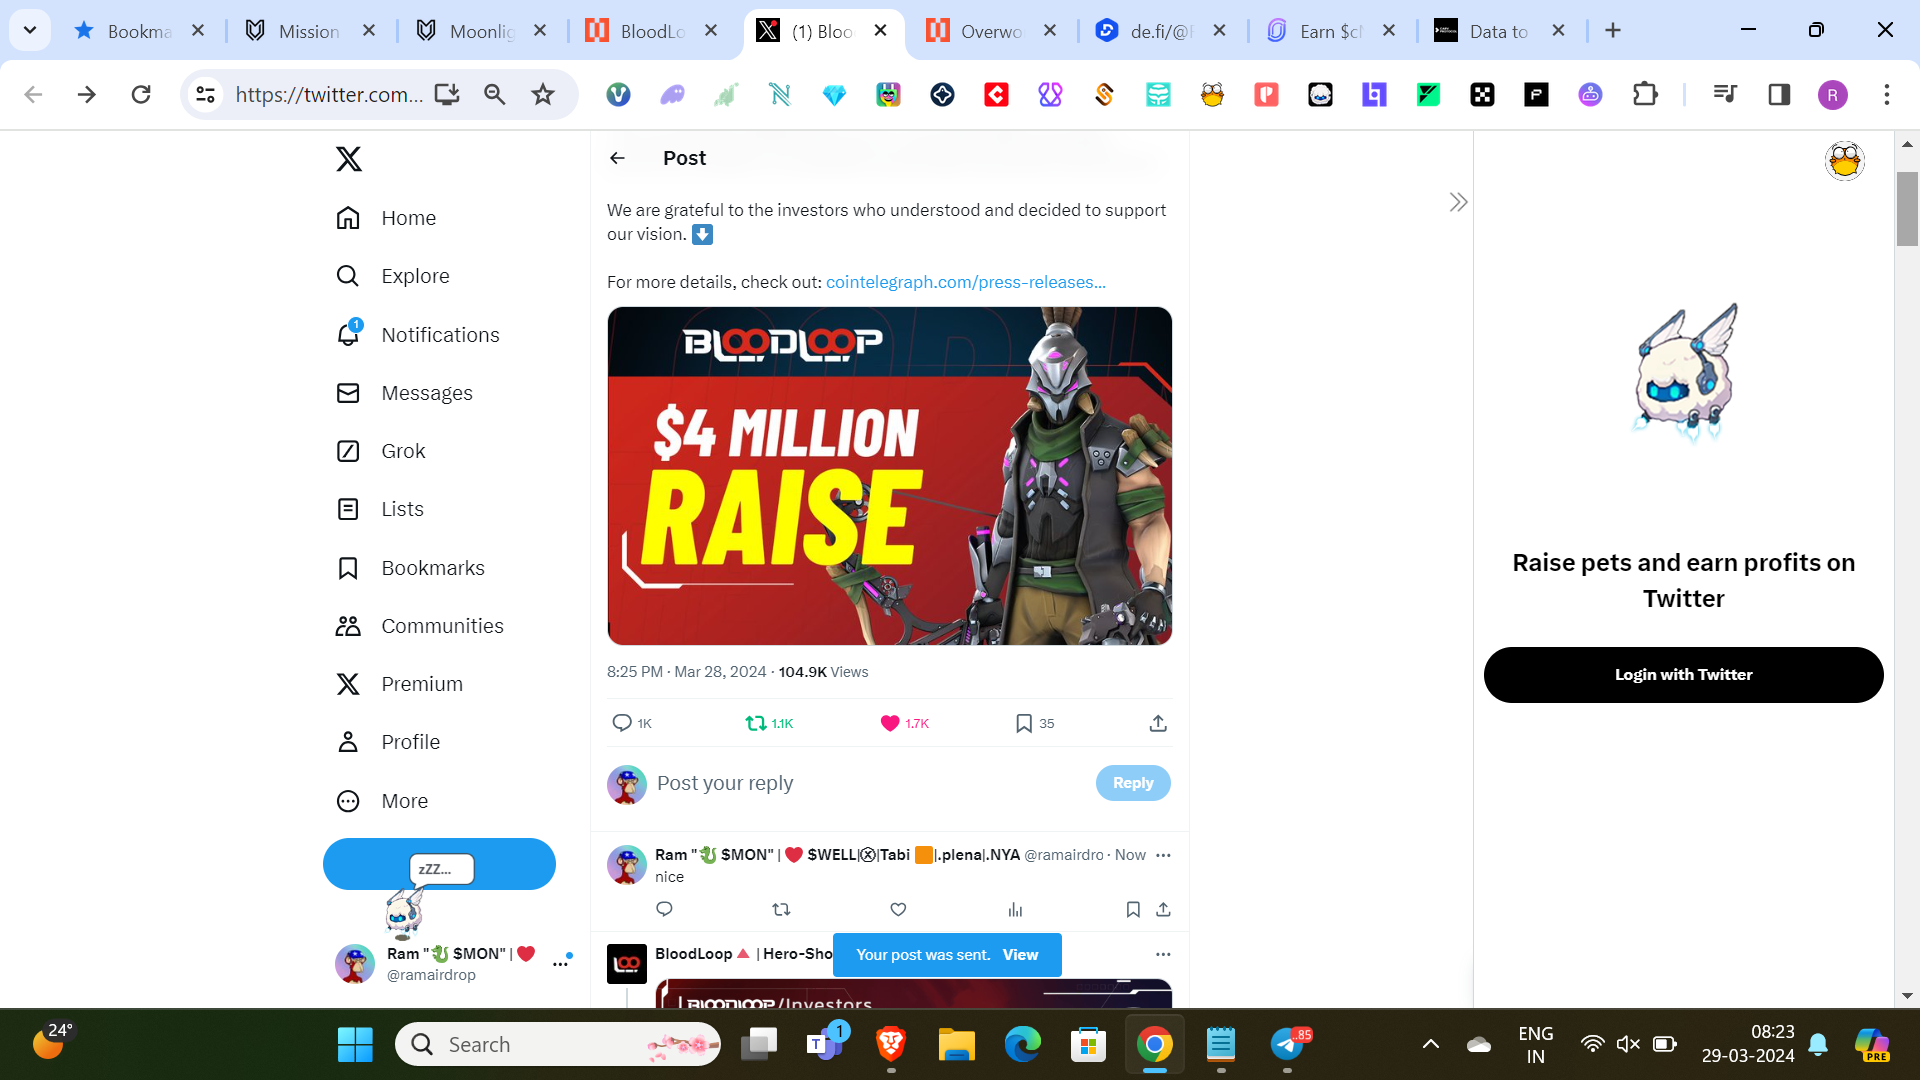 Bookma
Mission
Moonlig
BloodLo
(1) Bloo
Overwo
de.fi/@
Earn $c
Data to
https://twitter.com...
R
X
Home
Explore
1
Notifications
Messages
Grok
Lists
Bookmarks
Communities
Premium
Profile
More
zZZ...
Ram "🐉 $MON" | ❤️
@ramairdrop
Post
We are grateful to the investors who understood and decided to support
our vision. ⬇️
For more details, check out: cointelegraph.com/press-releases...
BLOODLOOP
$4 MILLION
RAISE
8:25 PM · Mar 28, 2024 · 104.9K Views
1K
1.1K
1.7K
35
Post your reply
Reply
Ram "🐉 $MON" | ❤️ $WELL|ⓧ|Tabi 🟧|.plena|.NYA @ramairdro · Now
nice
BloodLoop 🔺 | Hero-Sho
Your post was sent. View
BLOODLOOP/Investors
Raise pets and earn profits on
Twitter
Login with Twitter
24°
Search
1
..85
ENG
IN
08:23
29-03-2024
PRE